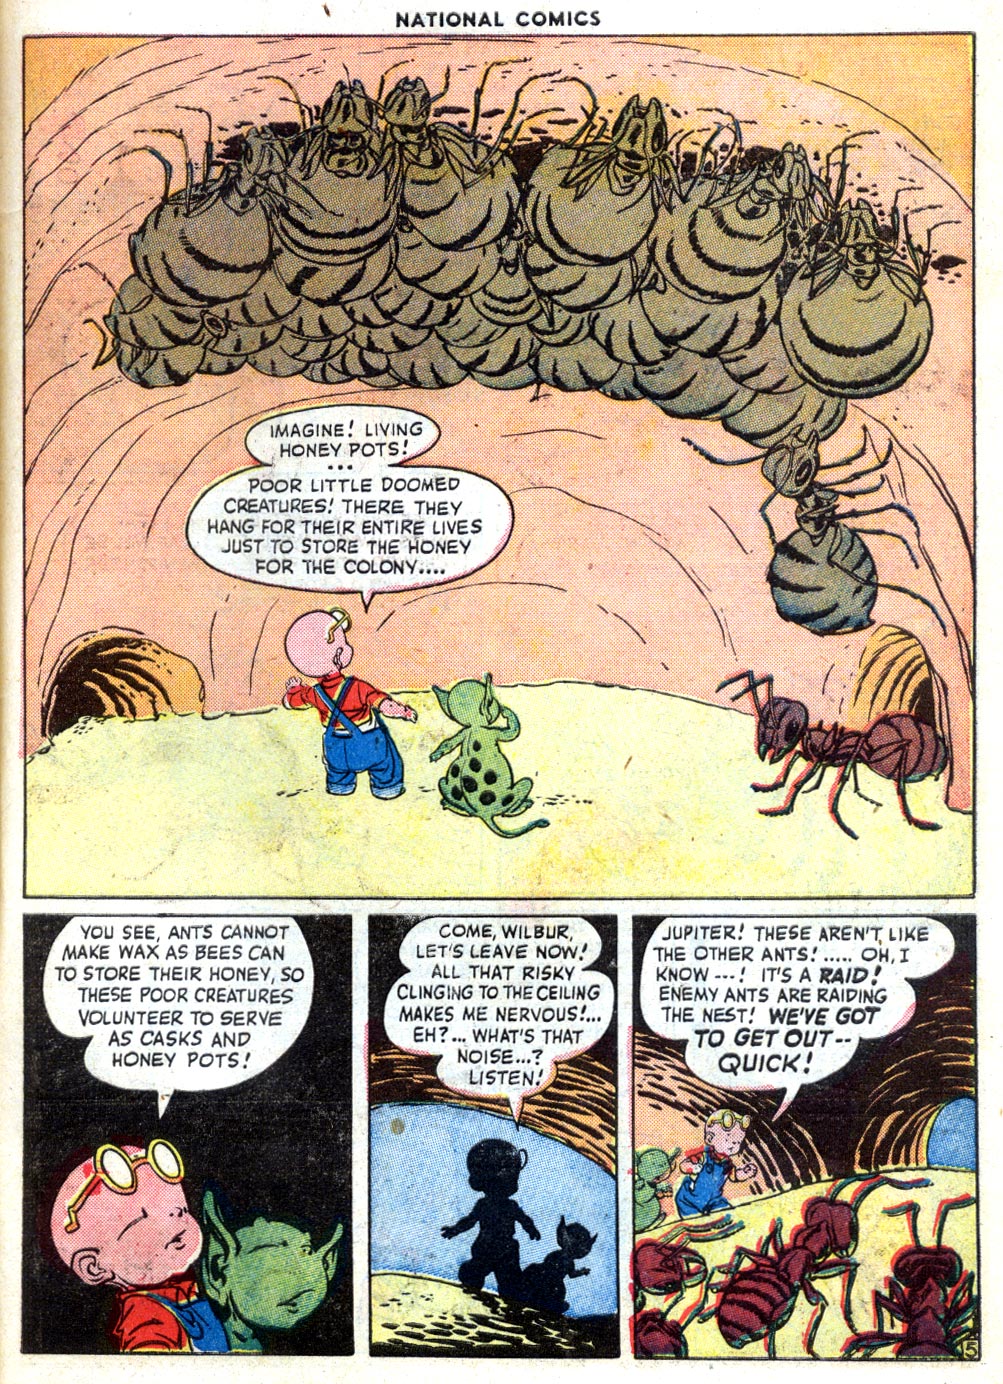 NATIONAL COMICS
IMAGINE! LIVING
HONEY POTS!
...
POOR LITTLE DOOMED
CREATURES! THERE THEY
HANG FOR THEIR ENTIRE LIVES
JUST TO STORE THE HONEY
FOR THE COLONY....
YOU SEE, ANTS CANNOT
MAKE WAX AS BEES CAN
TO STORE THEIR HONEY, SO
THESE POOR CREATURES
VOLUNTEER TO SERVE
AS CASKS AND
HONEY POTS!
COME, WILBUR,
LET'S LEAVE NOW!
ALL THAT RISKY
CLINGING TO THE CEILING
MAKES ME NERVOUS!...
EH?... WHAT'S THAT
NOISE...?
LISTEN!
JUPITER! THESE AREN'T LIKE
THE OTHER ANTS! ..... OH, I
KNOW ---! IT'S A RAID!
ENEMY ANTS ARE RAIDING
THE NEST! WE'VE GOT
TO GET OUT--
QUICK!
5